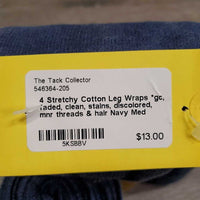 The Tack Collector
546364-205
4 Stretchy Cotton Leg Wraps *gc,
faded, clean, stains, discolored,
mnr threads & hair Navy Med
$13.00
5KSBBV